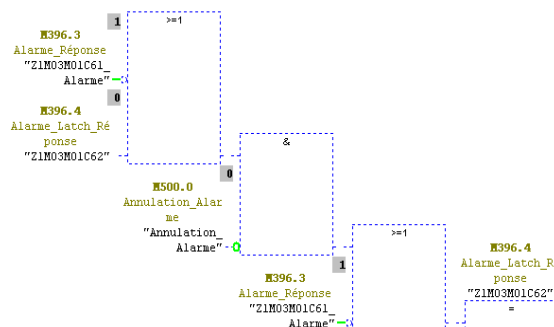 1
>=1
M396.3
Alarme_Réponse
"Z1M03M01C61_
Alarme"
0
M396.4
Alarme_Latch_Ré
ponse
"Z1M03M01C62"
&
0
M500.0
Annulation_Alar
me
"Annulation_
Alarme"
>=1
1
M396.3
Alarme_Réponse
"Z1M03M01C61_
Alarme"
M396.4
Alarme_Latch_R
ponse
"Z1M03M01C62"
=